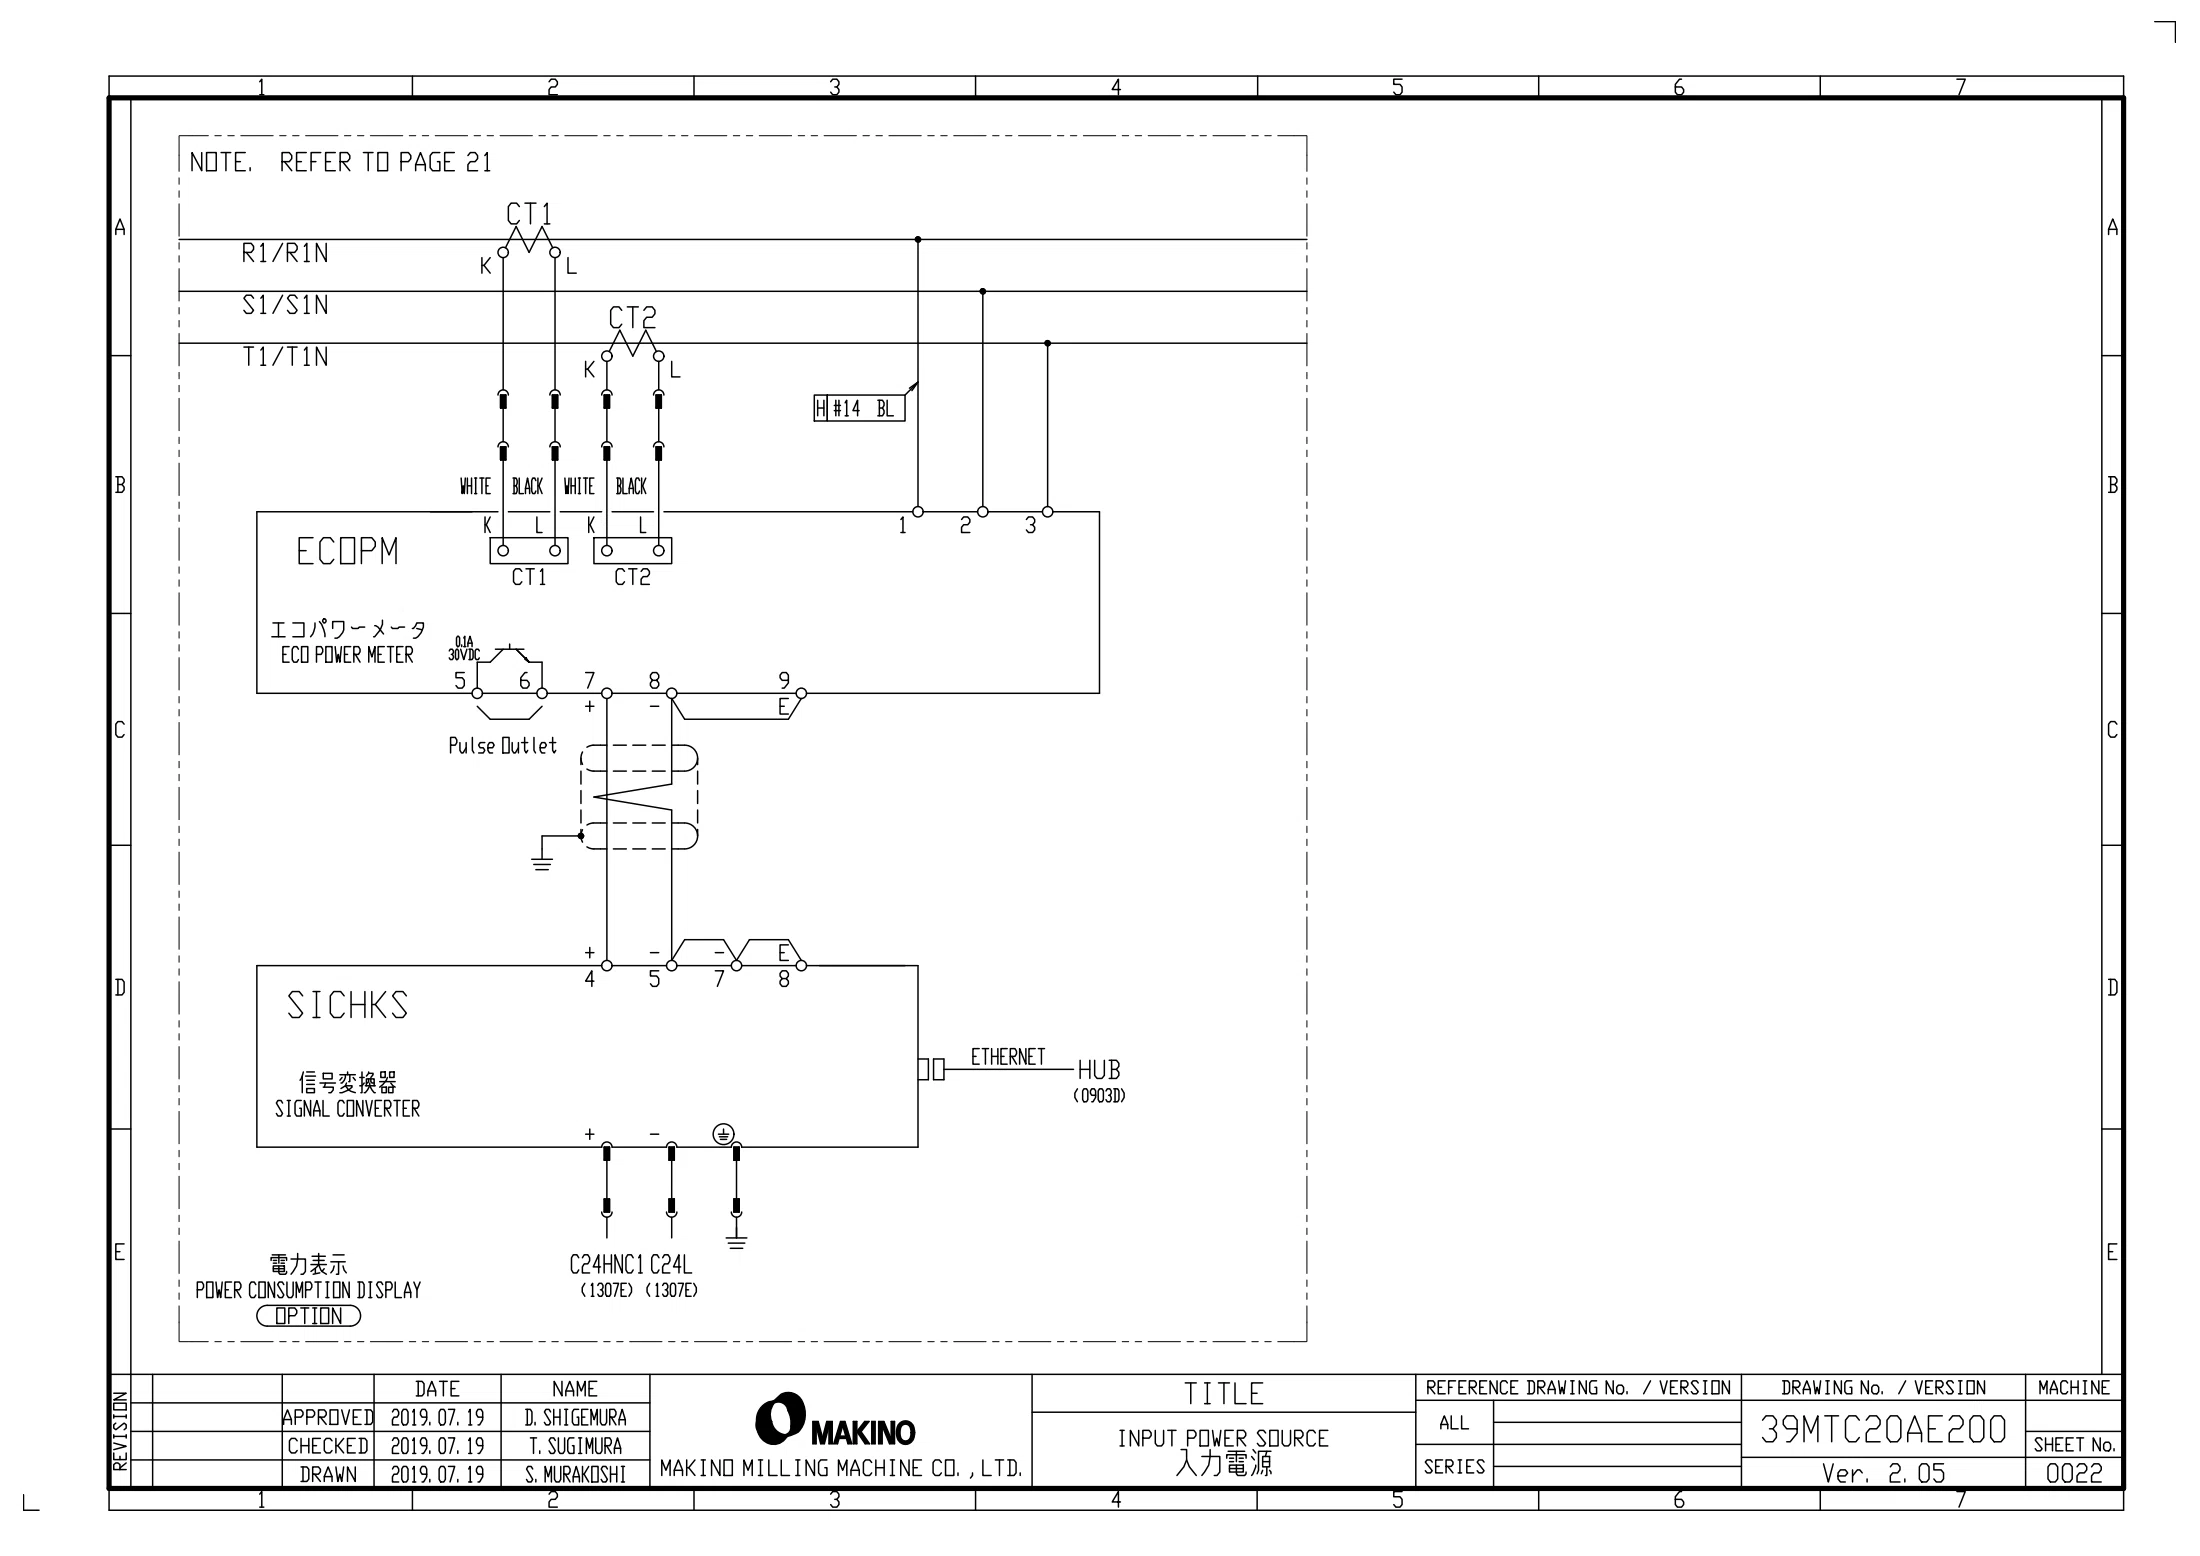 1 2 3 4 5 6 7
NOTE. REFER TO PAGE 21
CT1
R1/R1N
K L
S1/S1N
CT2
T1/T1N
K L
H #14 BL
WHITE BLACK WHITE BLACK
K L K L 1 2 3
ECOPM
CT1 CT2
エコパワーメータ
ECO POWER METER
0.1A
30VDC
5 6 7 8 9
+ - E
Pulse Outlet
+ - - E
4 5 7 8
SICHKS
ETHERNET
HUB
(0903D)
信号変換器
SIGNAL CONVERTER
+ -
C24HNC1 C24L
(1307E) (1307E)
電力表示
POWER CONSUMPTION DISPLAY
OPTION
A A
B B
C C
D D
E E
REVISION
DATE NAME
APPROVED 2019.07.19 D. SHIGEMURA
CHECKED 2019.07.19 T. SUGIMURA
DRAWN 2019.07.19 S. MURAKOSHI
MAKINO
MAKINO MILLING MACHINE CO., LTD.
TITLE
INPUT POWER SOURCE
入力電源
REFERENCE DRAWING No. / VERSION
ALL
SERIES
DRAWING No. / VERSION
39MTC20AE200
Ver. 2.05
MACHINE
SHEET No.
0022
1 2 3 4 5 6 7